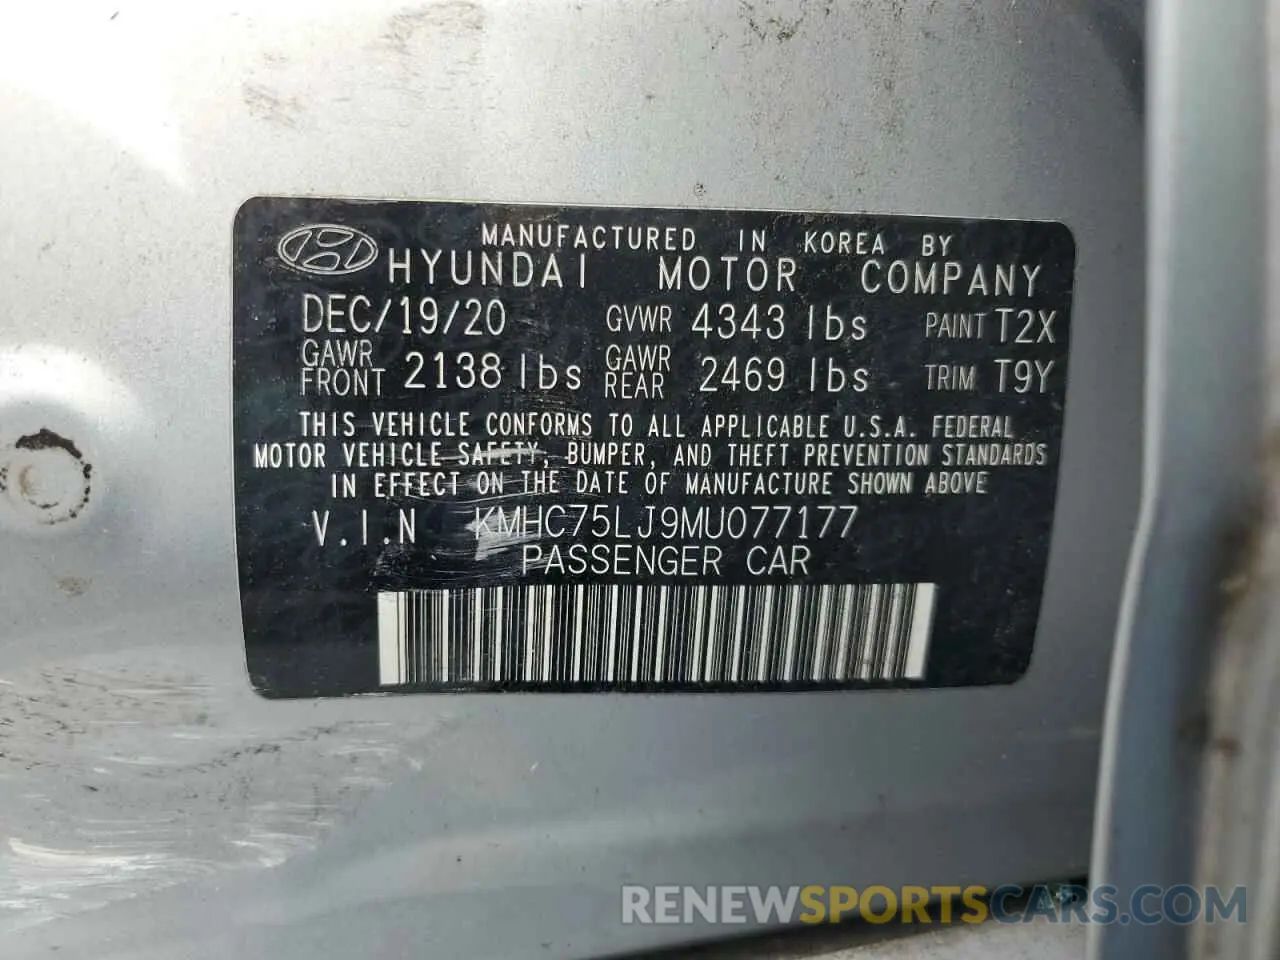 MANUFACTURED IN KOREA BY
HYUNDAI MOTOR COMPANY
DEC/19/20 GVWR 4343 lbs PAINT T2X
GAWR FRONT 2138 lbs GAWR REAR 2469 lbs TRIM T9Y
THIS VEHICLE CONFORMS TO ALL APPLICABLE U.S.A. FEDERAL
MOTOR VEHICLE SAFETY, BUMPER, AND THEFT PREVENTION STANDARDS
IN EFFECT ON THE DATE OF MANUFACTURE SHOWN ABOVE
V.I.N KMHC75LJ9MU077177
PASSENGER CAR
RENEWSPORTSCARS.COM